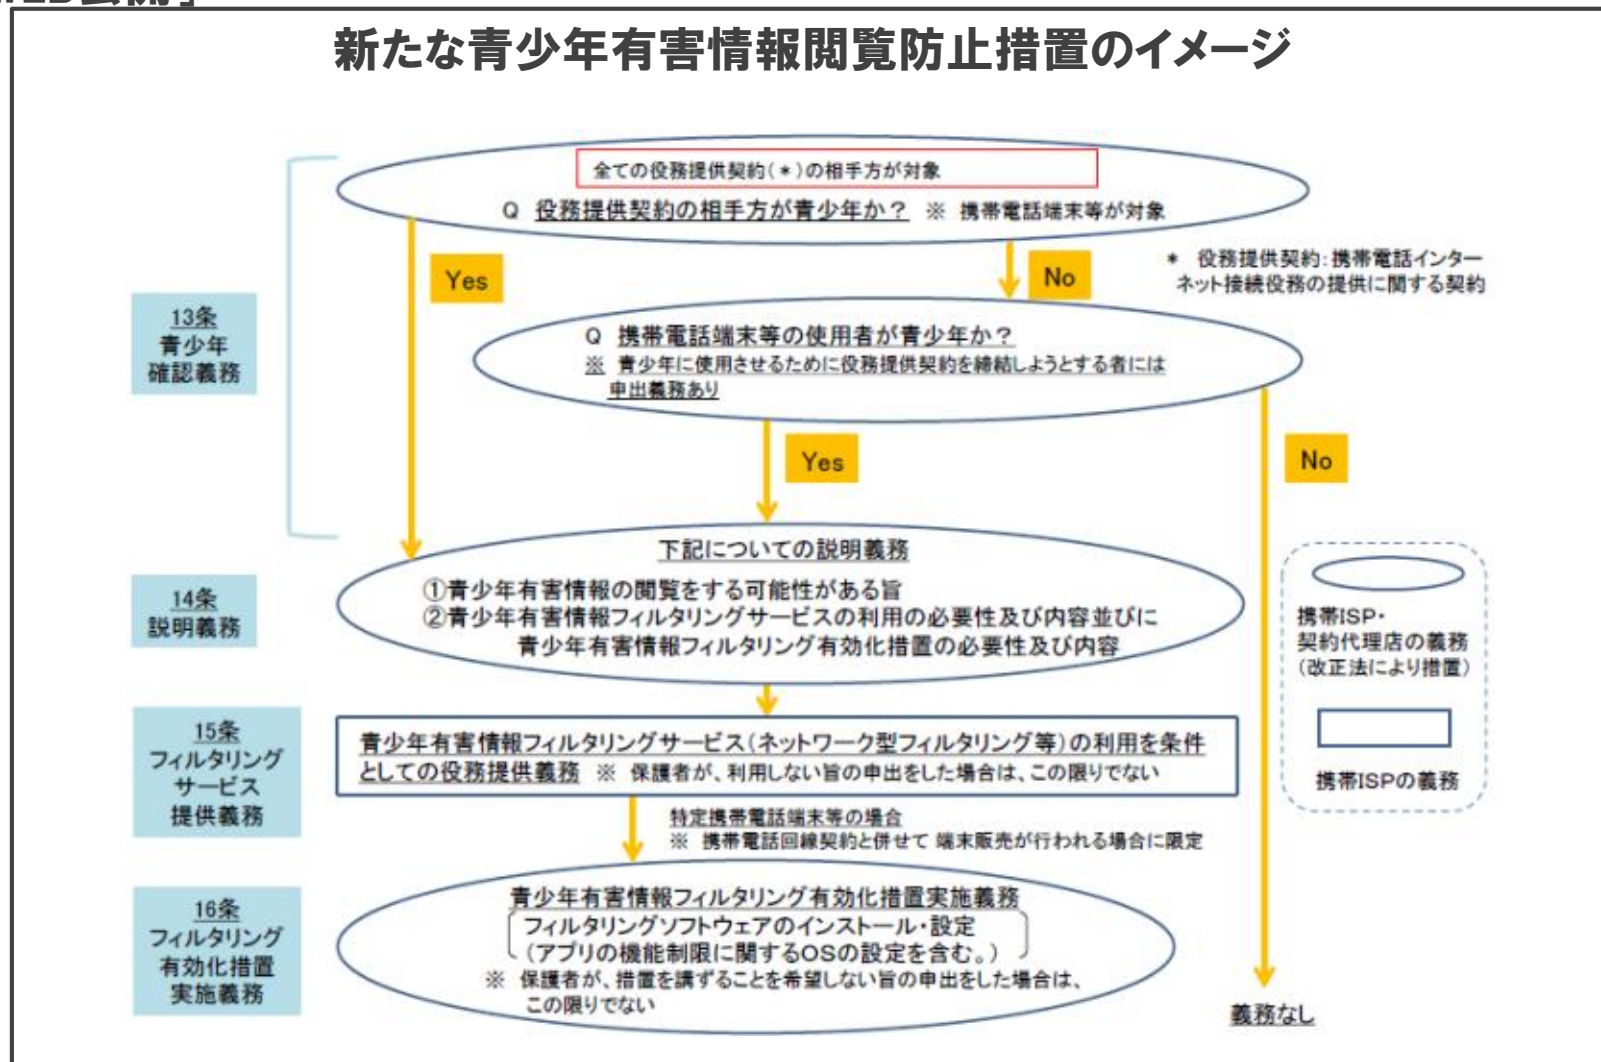 新たな青少年有害情報閲覧防止措置のイメージ
全ての役務提供契約(＊)の相手方が対象
Q 役務提供契約の相手方が青少年か？ ※ 携帯電話端末等が対象
Yes
No
＊ 役務提供契約：携帯電話インター
ネット接続役務の提供に関する契約
13条
青少年
確認義務
Q 携帯電話端末等の使用者が青少年か？
※ 青少年に使用させるために役務提供契約を締結しようとする者には
申出義務あり
Yes
No
14条
説明義務
下記についての説明義務
①青少年有害情報の閲覧をする可能性がある旨
②青少年有害情報フィルタリングサービスの利用の必要性及び内容並びに
青少年有害情報フィルタリング有効化措置の必要性及び内容
携帯ISP・
契約代理店の義務
(改正法により措置)
携帯ISPの義務
15条
フィルタリング
サービス
提供義務
青少年有害情報フィルタリングサービス(ネットワーク型フィルタリング等)の利用を条件
としての役務提供義務 ※ 保護者が、利用しない旨の申出をした場合は、この限りでない
特定携帯電話端末等の場合
※ 携帯電話回線契約と併せて 端末販売が行われる場合に限定
16条
フィルタリング
有効化措置
実施義務
青少年有害情報フィルタリング有効化措置実施義務
フィルタリングソフトウェアのインストール・設定
(アプリの機能制限に関するOSの設定を含む。)
※ 保護者が、措置を講ずることを希望しない旨の申出をした場合は、
この限りでない
義務なし